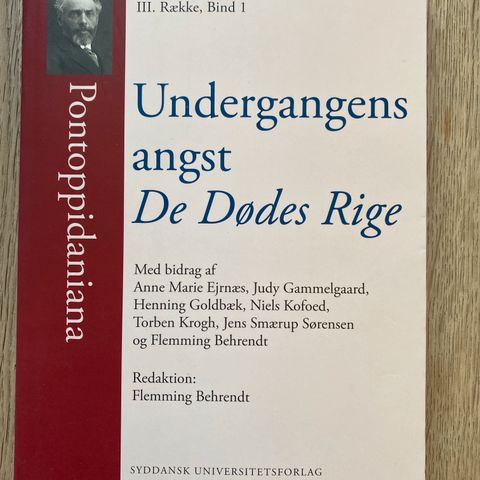 III. Række, Bind 1
Pontoppidaniana
Undergangens
angst
De Dødes Rige
Med bidrag af
Anne Marie Ejrnæs, Judy Gammelgaard,
Henning Goldbæk, Niels Kofoed,
Torben Krogh, Jens Smærup Sørensen
og Flemming Behrendt
Redaktion:
Flemming Behrendt
SYDDANSK UNIVERSITETSFORLAG